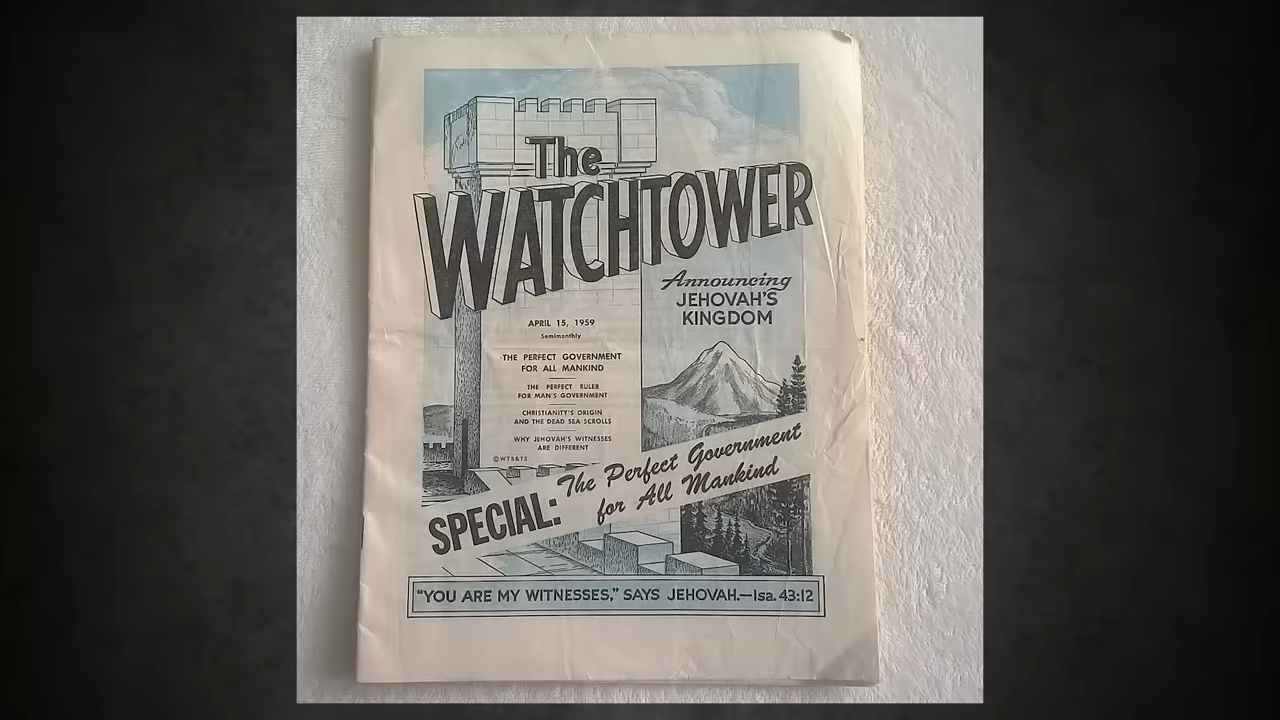 The
WATCHTOWER
Announcing
JEHOVAH'S
KINGDOM
APRIL 15, 1959
Semimonthly
THE PERFECT GOVERNMENT
FOR ALL MANKIND
THE PERFECT RULER
FOR MAN'S GOVERNMENT
CHRISTIANITY'S ORIGIN
AND THE DEAD SEA SCROLLS
WHY JEHOVAH'S WITNESSES
ARE DIFFERENT
©WTB&TS
SPECIAL: The Perfect Government
for All Mankind
"YOU ARE MY WITNESSES," SAYS JEHOVAH.—Isa. 43:12